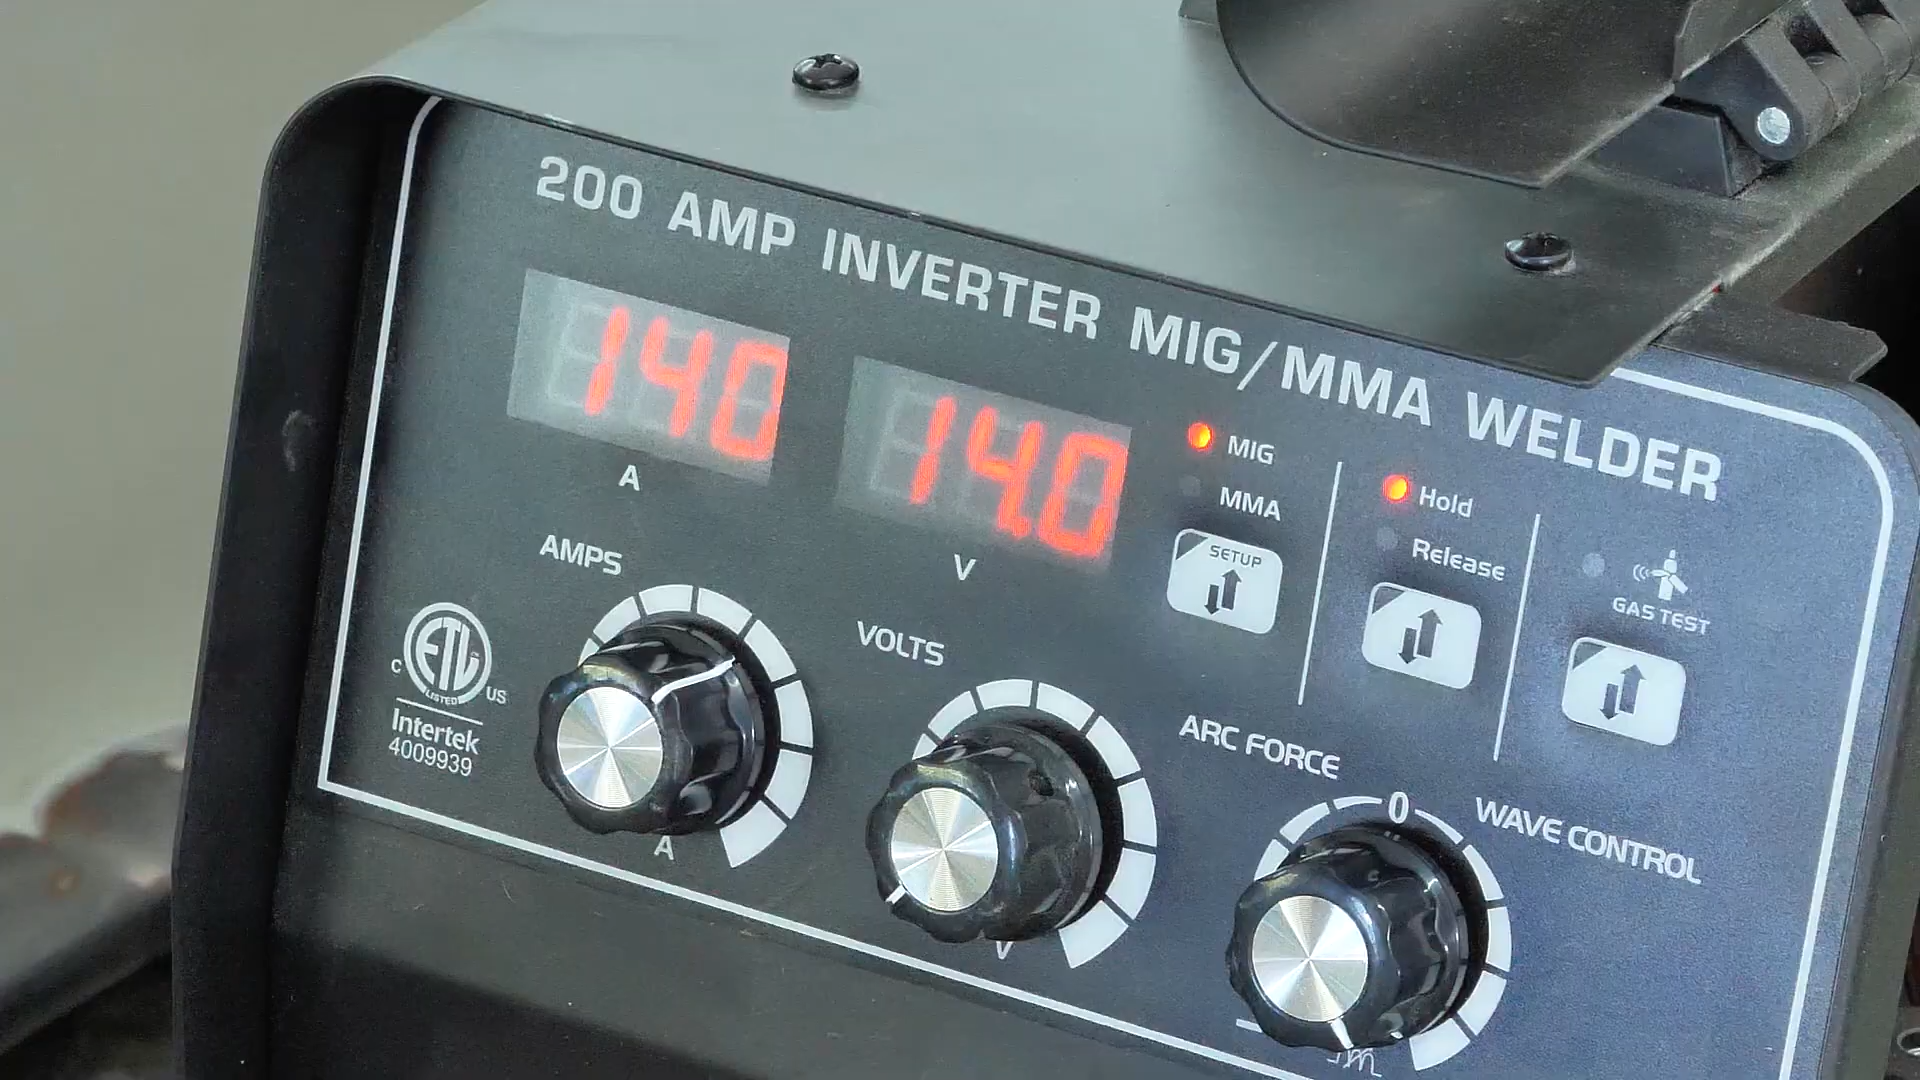 200 AMP INVERTER MIG/MMA WELDER
140
A
14.0
V
MIG
MMA
SETUP
Hold
Release
GAS TEST
AMPS
A
VOLTS
V
ARC FORCE
WAVE CONTROL
0
ETL
LISTED
C
US
Intertek
4009939